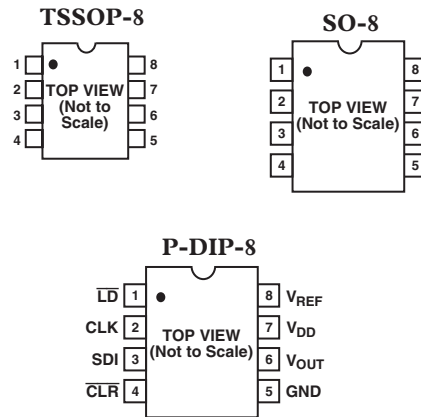 TSSOP-8
1 8
2 7
3 6
4 5
TOP VIEW
(Not to
Scale)
SO-8
1 8
2 7
3 6
4 5
TOP VIEW
(Not to Scale)
P-DIP-8
L̅D̅ 1 8 VREF
CLK 2 7 VDD
SDI 3 6 VOUT
C̅L̅R̅ 4 5 GND
TOP VIEW
(Not to Scale)